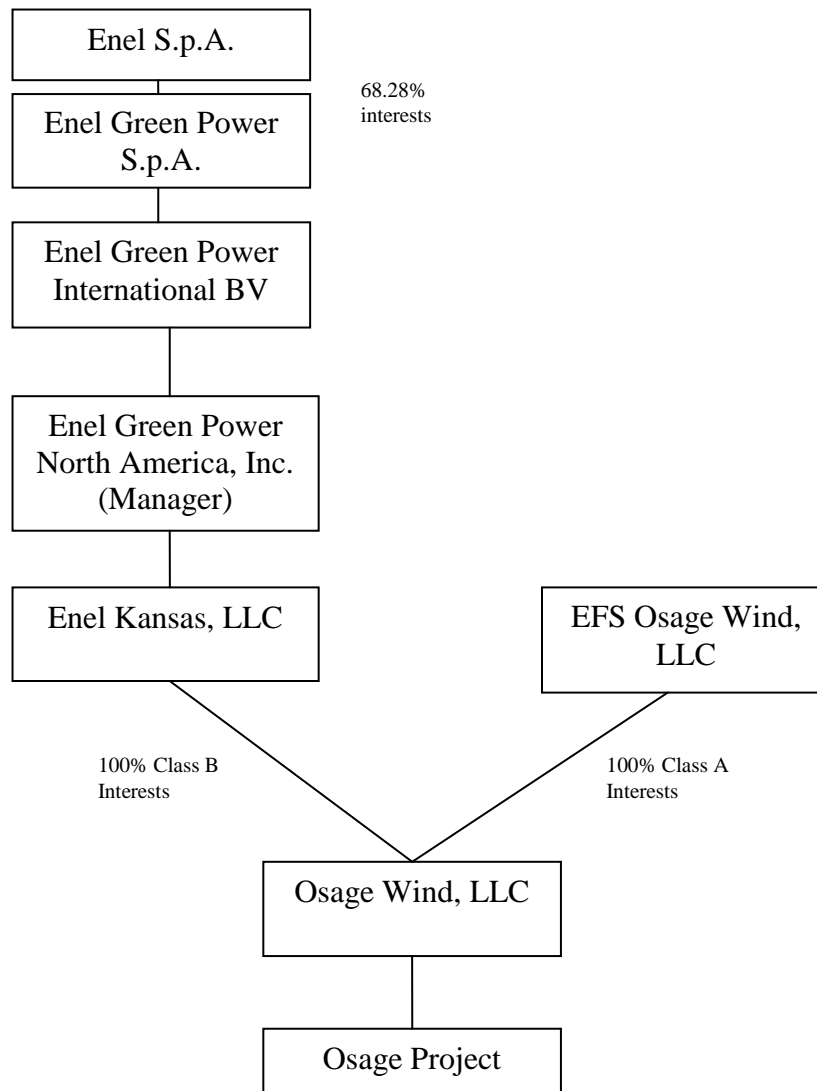 Enel S.p.A.
68.28%
interests
Enel Green Power
S.p.A.
Enel Green Power
International BV
Enel Green Power
North America, Inc.
(Manager)
Enel Kansas, LLC
EFS Osage Wind,
LLC
100% Class B
Interests
100% Class A
Interests
Osage Wind, LLC
Osage Project